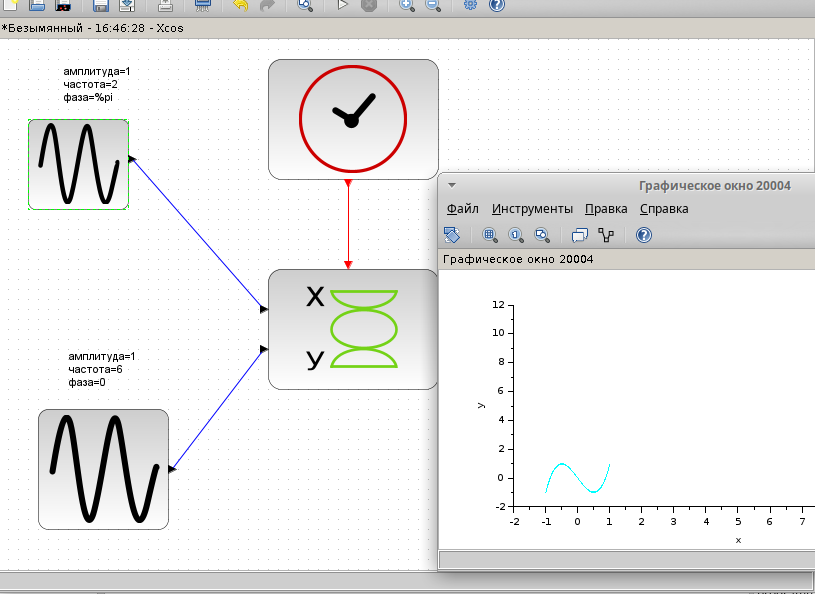 *Безымянный - 16:46:28 - Xcos
амплитуда=1
частота=2
фаза=%pi
X
y
амплитуда=1
частота=6
фаза=0
Графическое окно 20004
Файл Инструменты Правка Справка
Графическое окно 20004
12
10
8
6
4
2
0
-2
y
-2 -1 0 1 2 3 4 5 6 7
x